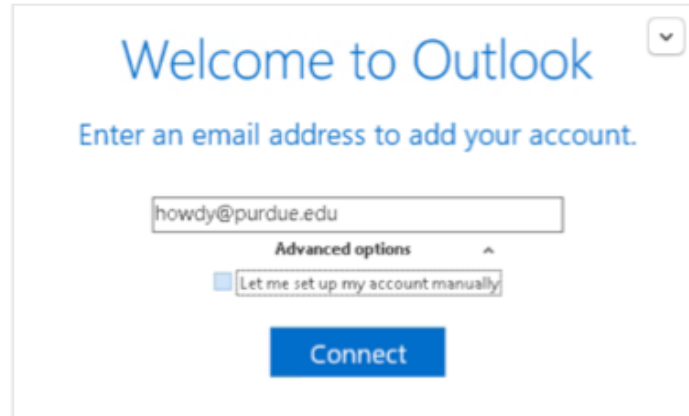 Welcome to Outlook
Enter an email address to add your account.
howdy@purdue.edu
Advanced options
Let me set up my account manually
Connect